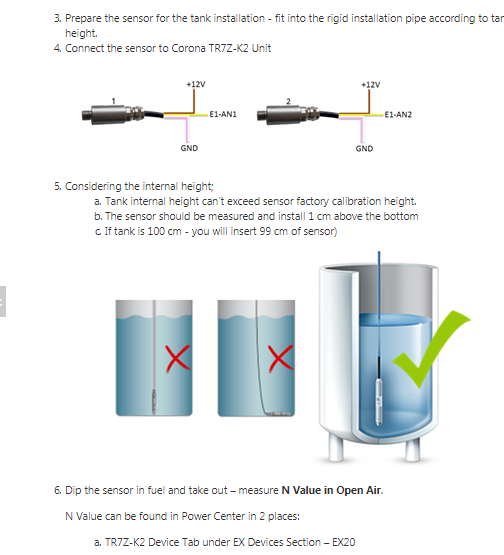 3. Prepare the sensor for the tank installation - fit into the rigid installation pipe according to
height.
4. Connect the sensor to Corona TR7Z-K2 Unit
+12V +12V
1 2
E1-AN1 E1-AN2
GND GND
5. Considering the internal height;
a. Tank internal height can't exceed sensor factory calibration height.
b. The sensor should be measured and install 1 cm above the bottom
c. If tank is 100 cm - you will insert 99 cm of sensor)
6. Dip the sensor in fuel and take out – measure N Value in Open Air.
N Value can be found in Power Center in 2 places:
a. TR7Z-K2 Device Tab under EX Devices Section – EX20